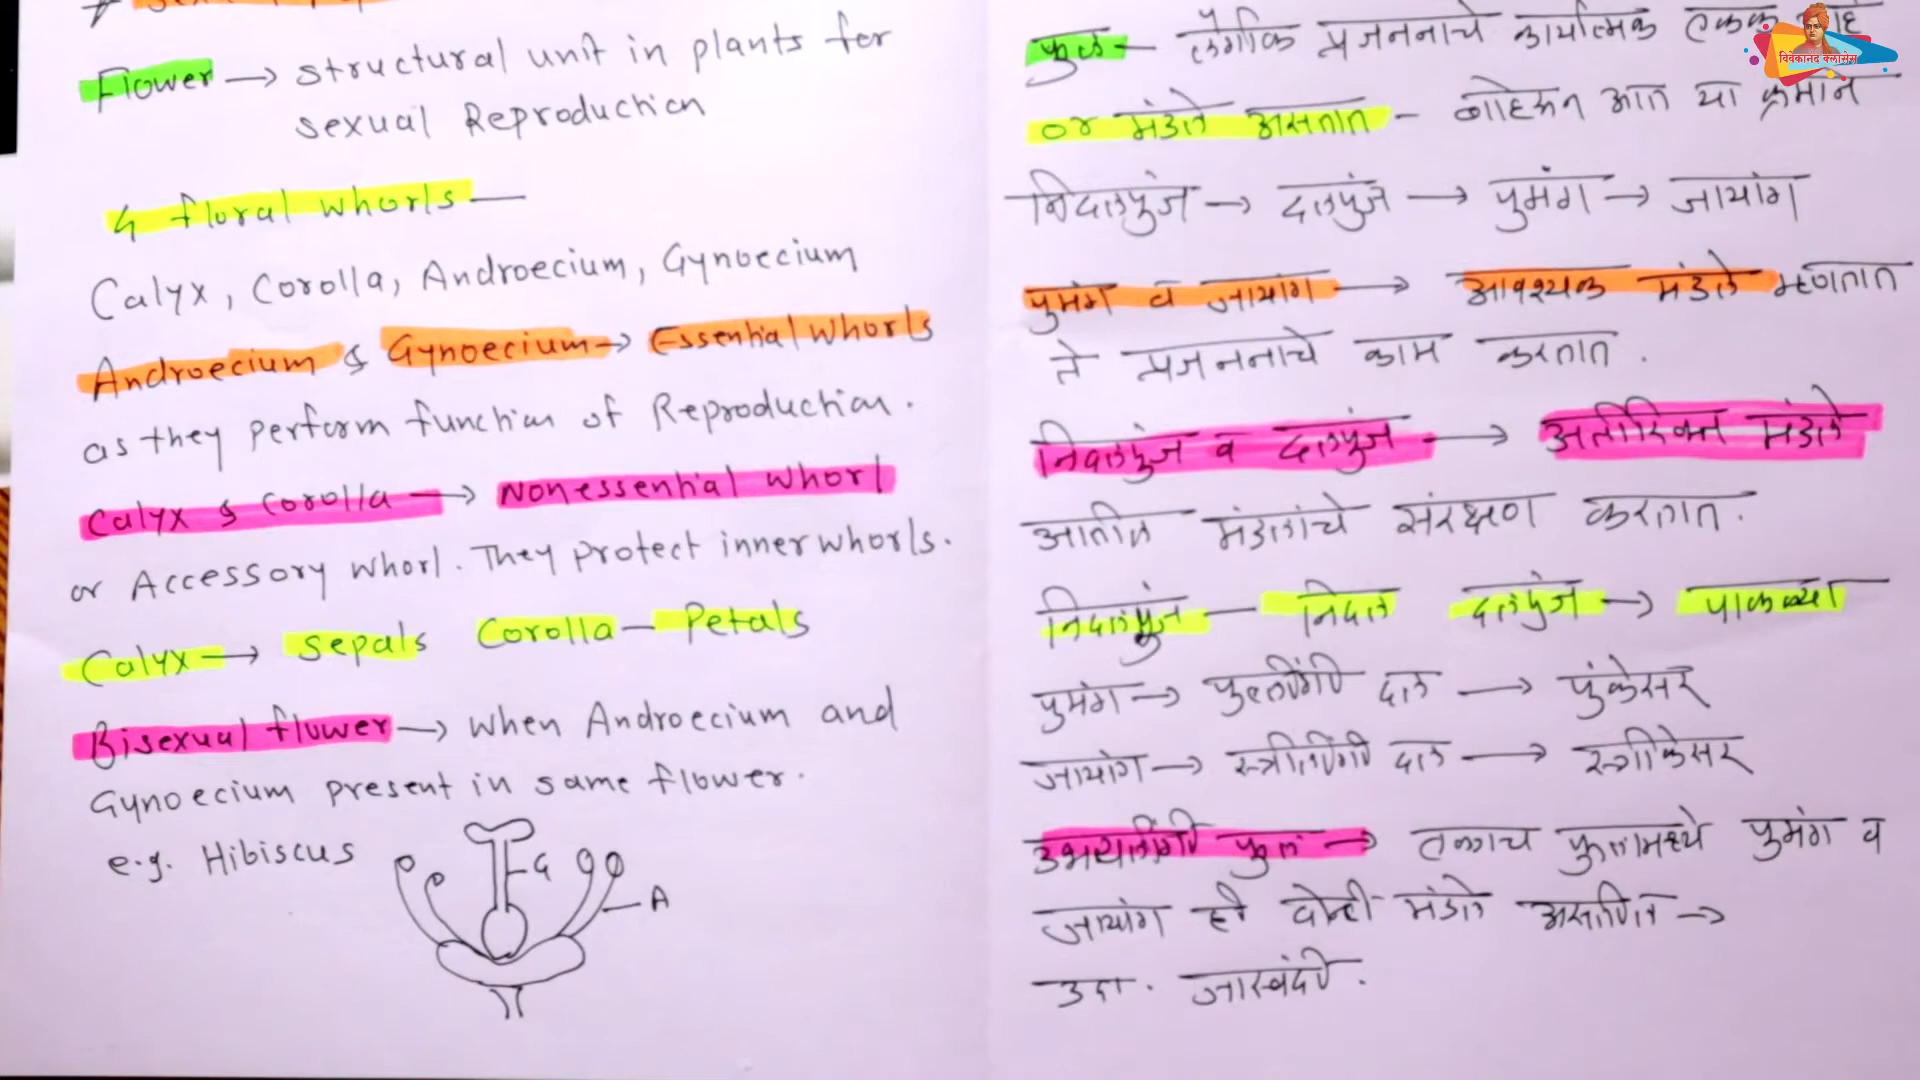 Flower → structural unit in plants for
sexual Reproduction
4 floral whorls —
Calyx, Corolla, Androecium, Gynoecium
Androecium & Gynoecium → Essential whorls
as they perform function of Reproduction.
Calyx & Corolla → Nonessential whorl
or Accessory whorl. They protect inner whorls.
Calyx → sepals Corolla — Petals
Bisexual flower → when Androecium and
Gynoecium present in same flower.
e.g. Hibiscus
G
A
फुल — लैंगीक प्रजननाचे कार्यात्मक एकक
or मंडले असतात — बाहेरून आत या क्रमाने
निदलपुंज → दलपुंज → पुमंग → जायांग
पुमंग व जायांग → आवश्यक मंडले म्हणतात
ते प्रजननाचे काम करतात.
निदलपुंज व दलपुंज → अतीरिक्त मंडले
आतील मंडलांचे संरक्षण करतात.
निदलपुंज — निदल दलपुंज → पाकळ्या
पुमंग → पुल्लींगी दल → पुंकेसर
जायांग → स्त्रीलिंगी दल → स्त्रीकेसर
उभयलींगी फुल → एकाच फुलामध्ये पुमंग व
जायांग ही दोन्ही मंडले असतात →
उदा. जास्वंदी.
विवेकानंद क्लासेस